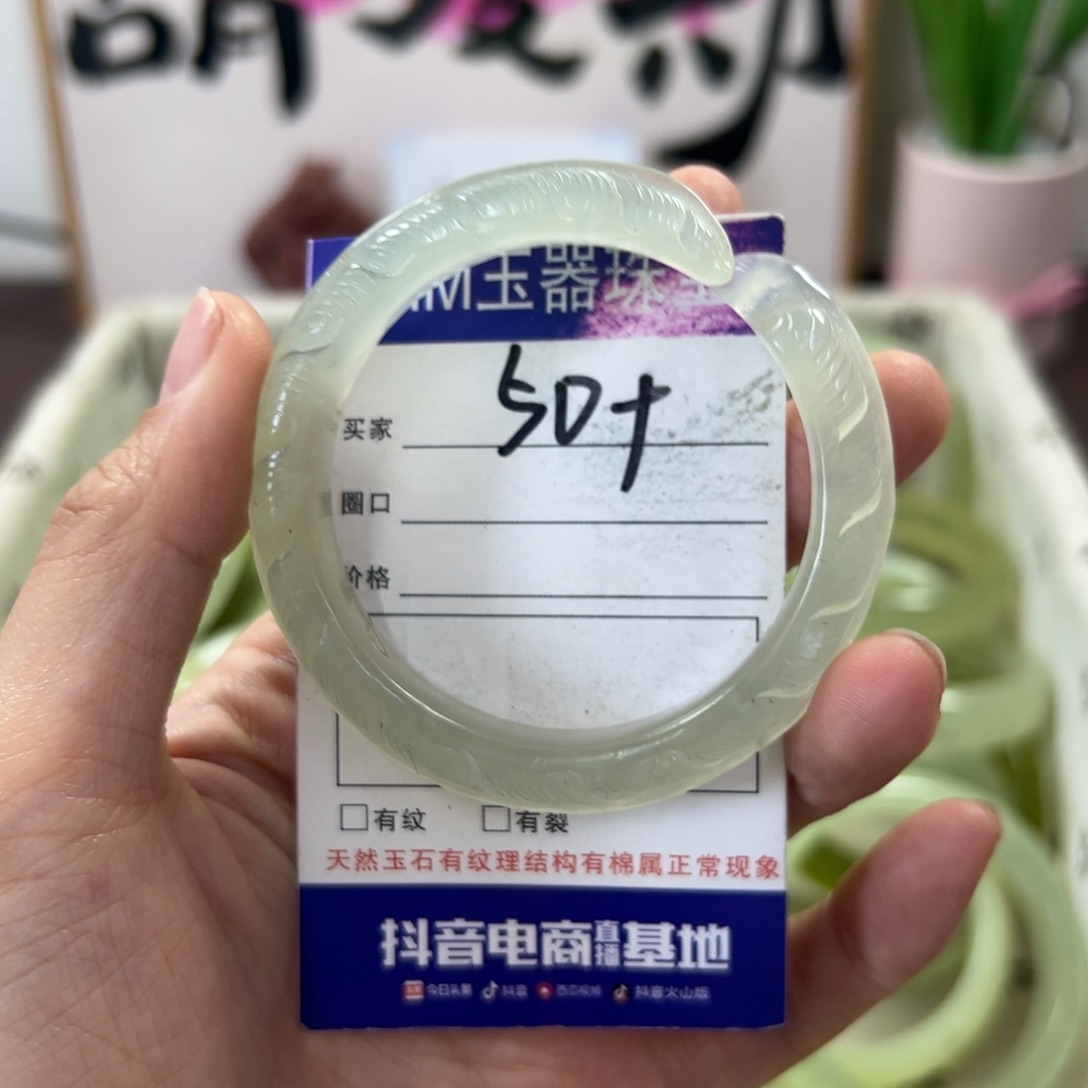 玉器珠
50+
买家
圈口
价格
有纹 有裂
天然玉石有纹理结构有棉属正常现象
抖音电商直播基地
今日头条 抖音 西瓜视频 抖音火山版